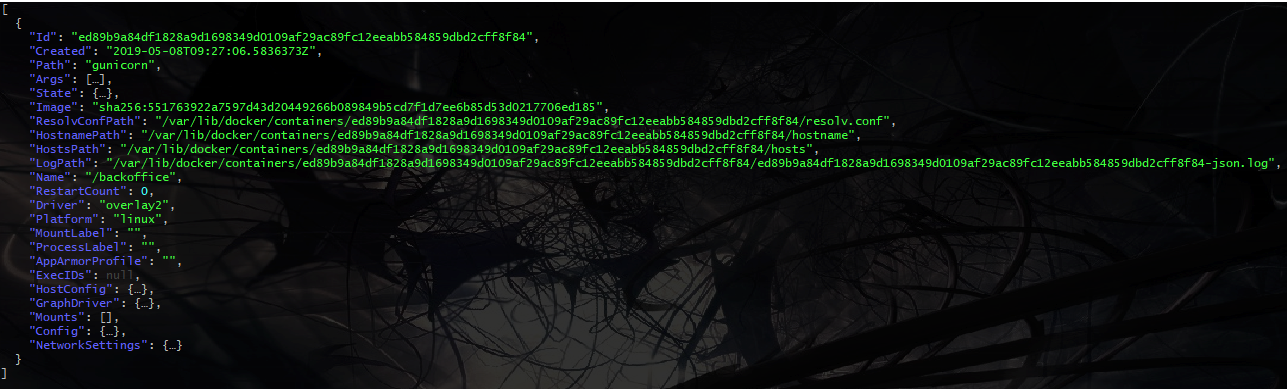 [
  {
    "Id": "ed89b9a84df1828a9d1698349d0109af29ac89fc12eeabb584859dbd2cff8f84",
    "Created": "2019-05-08T09:27:06.5836373Z",
    "Path": "gunicorn",
    "Args": […],
    "State": {…},
    "Image": "sha256:551763922a7597d43d20449266b089849b5cd7f1d7ee6b85d53d0217706ed185",
    "ResolvConfPath": "/var/lib/docker/containers/ed89b9a84df1828a9d1698349d0109af29ac89fc12eeabb584859dbd2cff8f84/resolv.conf",
    "HostnamePath": "/var/lib/docker/containers/ed89b9a84df1828a9d1698349d0109af29ac89fc12eeabb584859dbd2cff8f84/hostname",
    "HostsPath": "/var/lib/docker/containers/ed89b9a84df1828a9d1698349d0109af29ac89fc12eeabb584859dbd2cff8f84/hosts",
    "LogPath": "/var/lib/docker/containers/ed89b9a84df1828a9d1698349d0109af29ac89fc12eeabb584859dbd2cff8f84/ed89b9a84df1828a9d1698349d0109af29ac89fc12eeabb584859dbd2cff8f84-json.log",
    "Name": "/backoffice",
    "RestartCount": 0,
    "Driver": "overlay2",
    "Platform": "linux",
    "MountLabel": "",
    "ProcessLabel": "",
    "AppArmorProfile": "",
    "ExecIDs": null,
    "HostConfig": {…},
    "GraphDriver": {…},
    "Mounts": [],
    "Config": {…},
    "NetworkSettings": {…}
  }
]